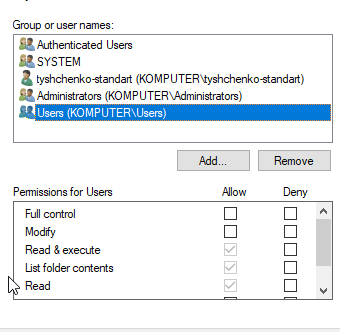 Group or user names:
Authenticated Users
SYSTEM
tyshchenko-standart (KOMPUTER\tyshchenko-standart)
Administrators (KOMPUTER\Administrators)
Users (KOMPUTER\Users)
Add... Remove
Permissions for Users Allow Deny
Full control
Modify
Read & execute
List folder contents
Read